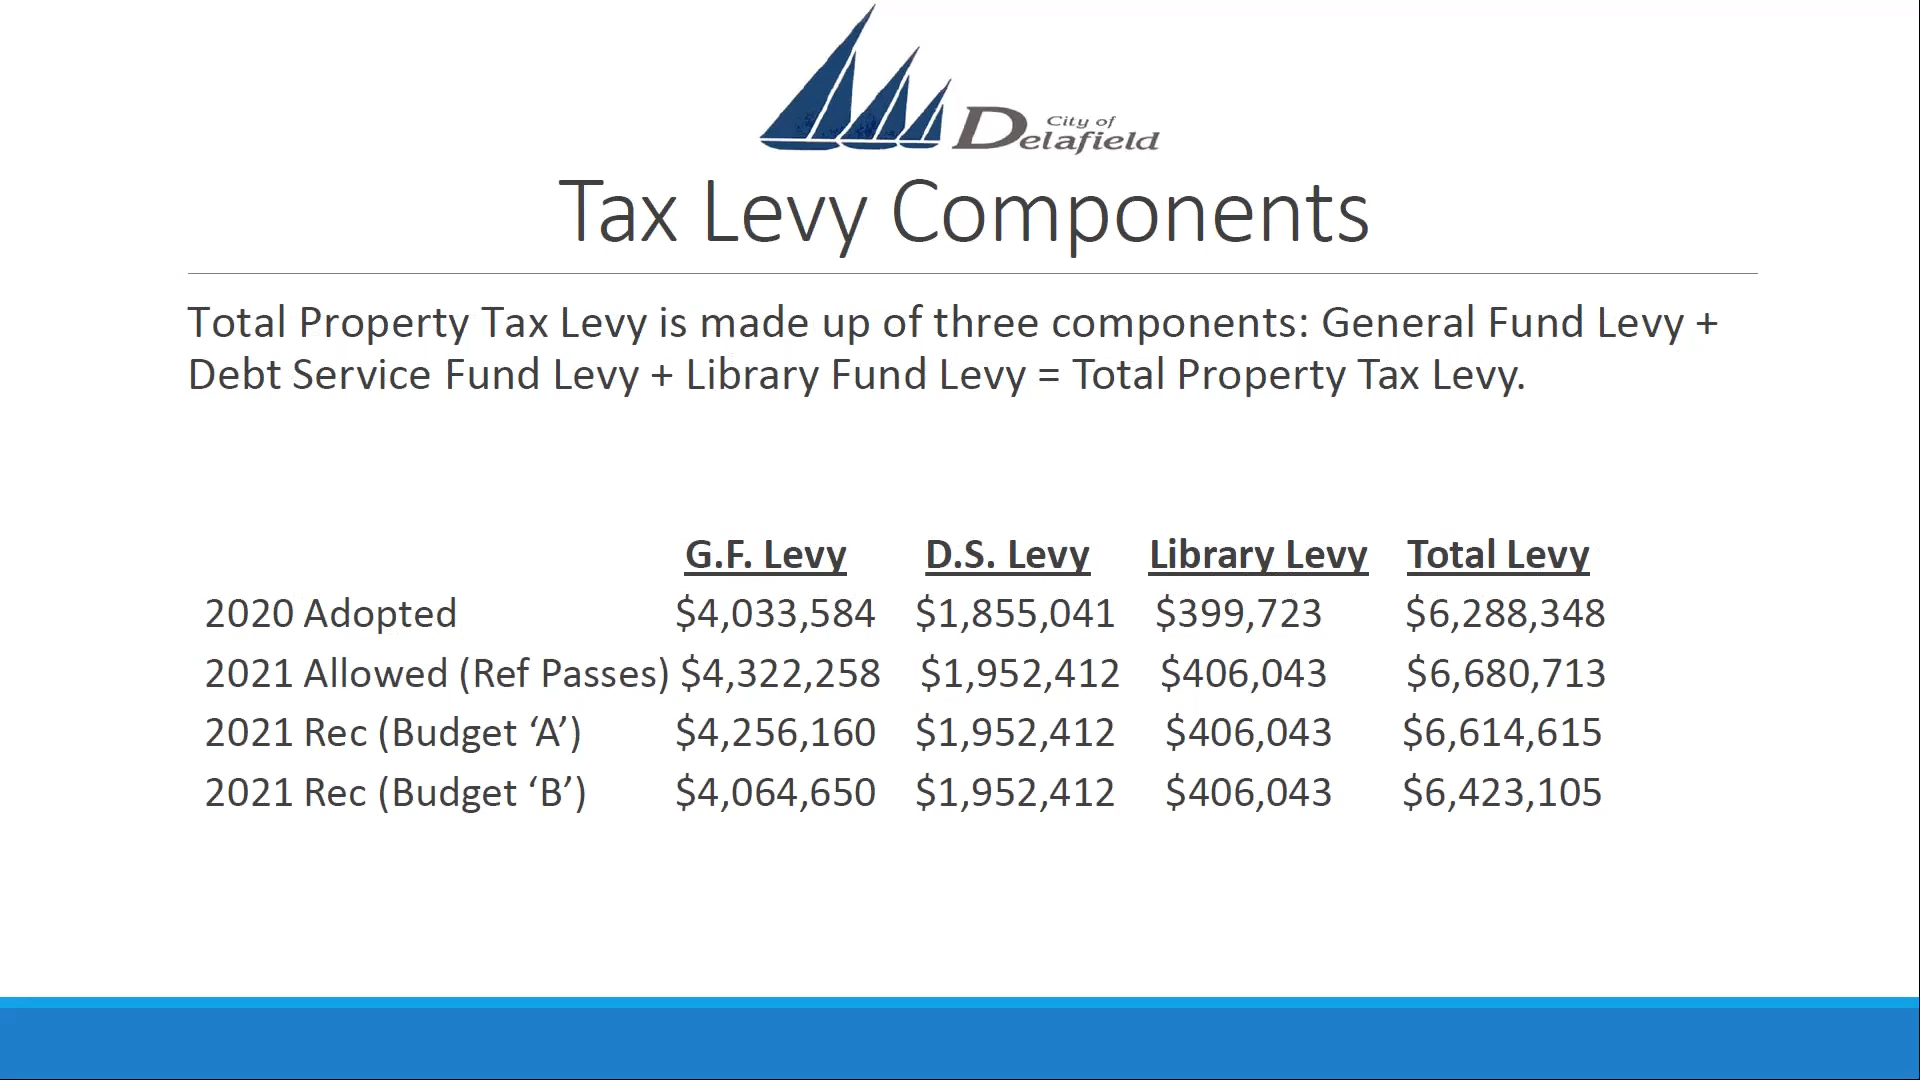 City of
Delafield
Tax Levy Components
Total Property Tax Levy is made up of three components: General Fund Levy +
Debt Service Fund Levy + Library Fund Levy = Total Property Tax Levy.
G.F. Levy D.S. Levy Library Levy Total Levy
2020 Adopted $4,033,584 $1,855,041 $399,723 $6,288,348
2021 Allowed (Ref Passes) $4,322,258 $1,952,412 $406,043 $6,680,713
2021 Rec (Budget ‘A’) $4,256,160 $1,952,412 $406,043 $6,614,615
2021 Rec (Budget ‘B’) $4,064,650 $1,952,412 $406,043 $6,423,105